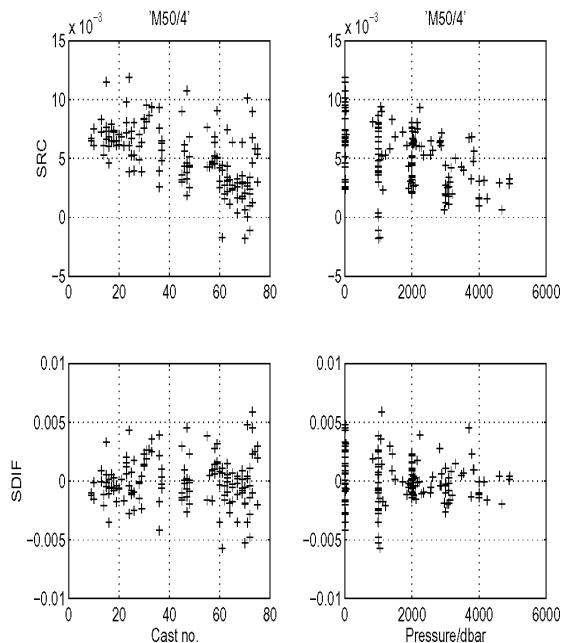 'M50/4' 'M50/4'
x 10⁻³ x 10⁻³
15 15
10 10
SRC
5 5
0 0
−5 −5
0 20 40 60 80 0 2000 4000 6000
0.01 0.01
0.005 0.005
SDIF
0 0
−0.005 −0.005
−0.01 −0.01
0 20 40 60 80 0 2000 4000 6000
Cast no. Pressure/dbar